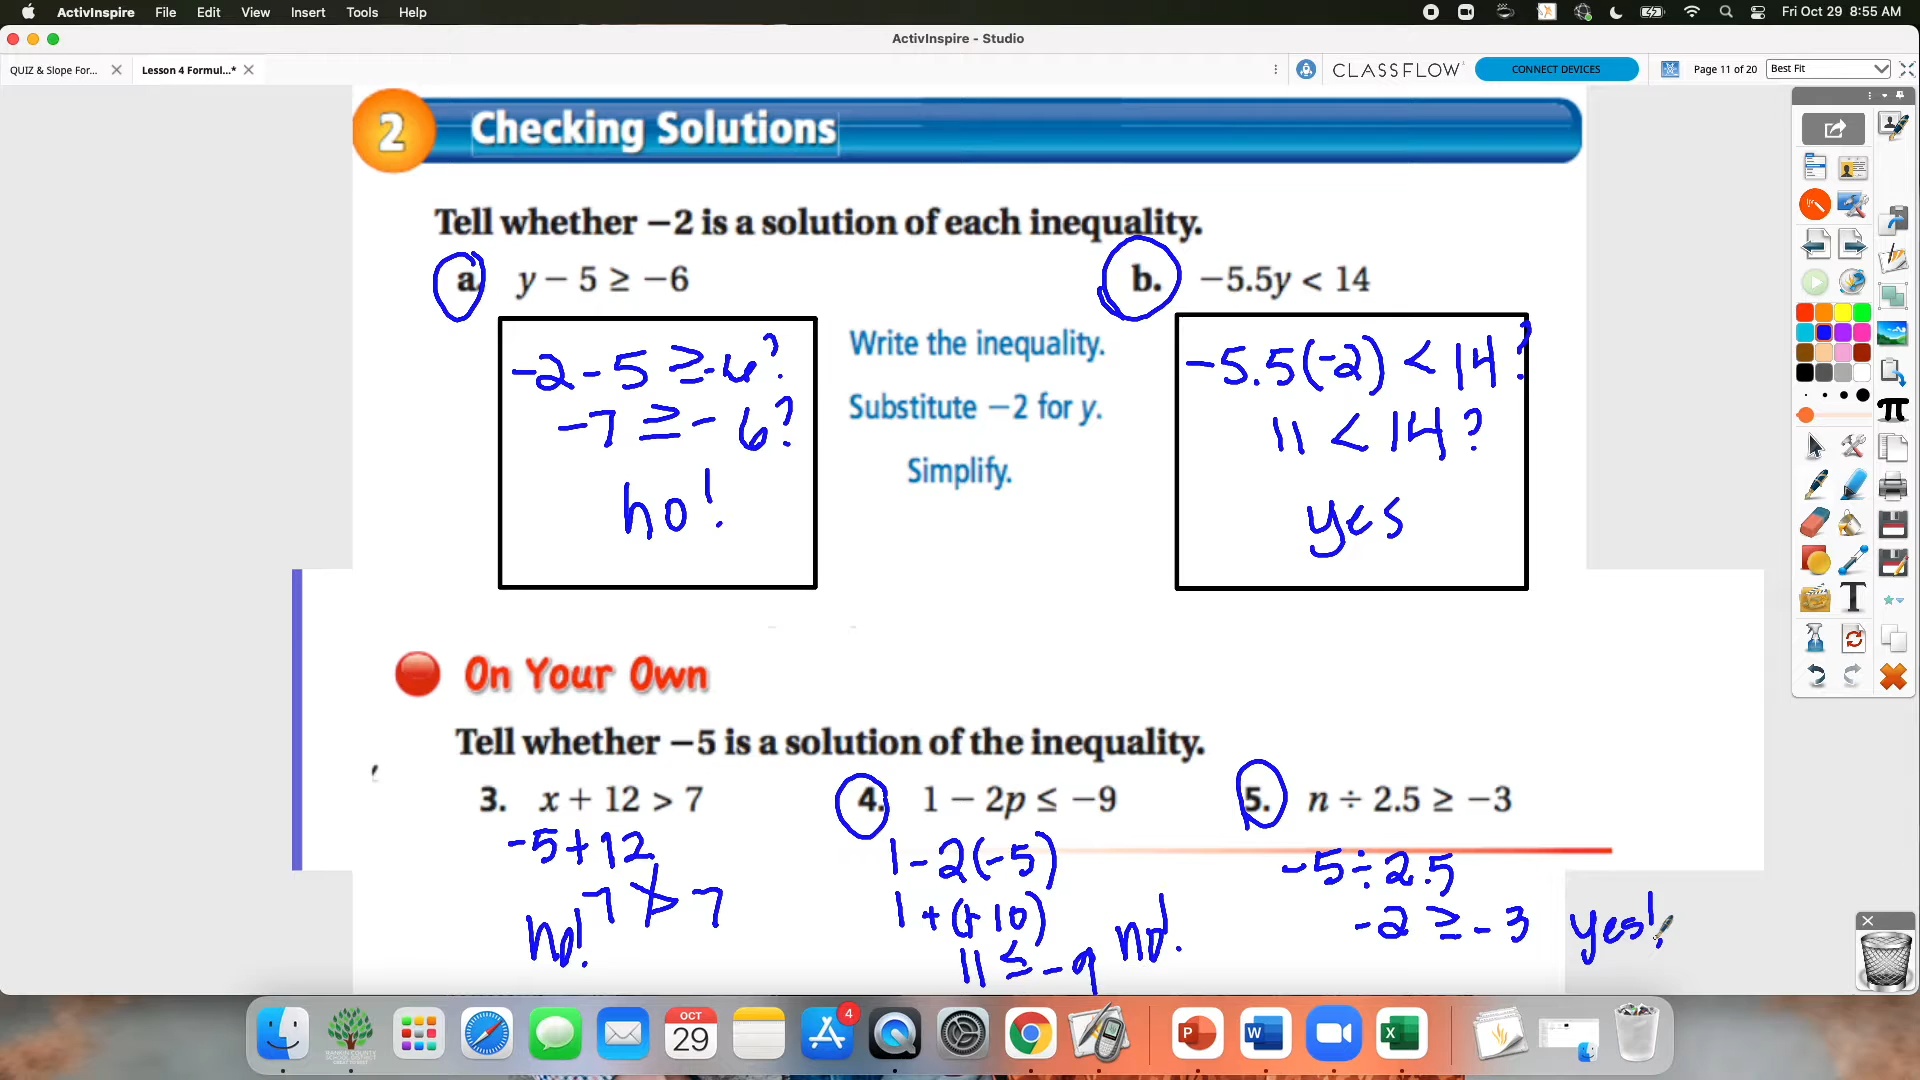 ActivInspire File Edit View Insert Tools Help Fri Oct 29 8:55 AM
ActivInspire - Studio
QUIZ & Slope For... Lesson 4 Formul...* CLASSFLOW CONNECT DEVICES Page 11 of 20 Best Fit
2 Checking Solutions
Tell whether −2 is a solution of each inequality.
a. y − 5 ≥ −6
b. −5.5y < 14
-2-5 ≥-6?
-7 ≥ - 6?
no!
Write the inequality.
Substitute −2 for y.
Simplify.
-5.5(-2) < 14?
11 < 14?
yes
On Your Own
Tell whether −5 is a solution of the inequality.
3. x + 12 > 7
-5+12
7 > 7
no!
4. 1 − 2p ≤ −9
1-2(-5)
1+(+10)
11 ≤ -9 no!
5. n ÷ 2.5 ≥ −3
-5÷2.5
-2 ≥ -3 yes!
4
OCT
29